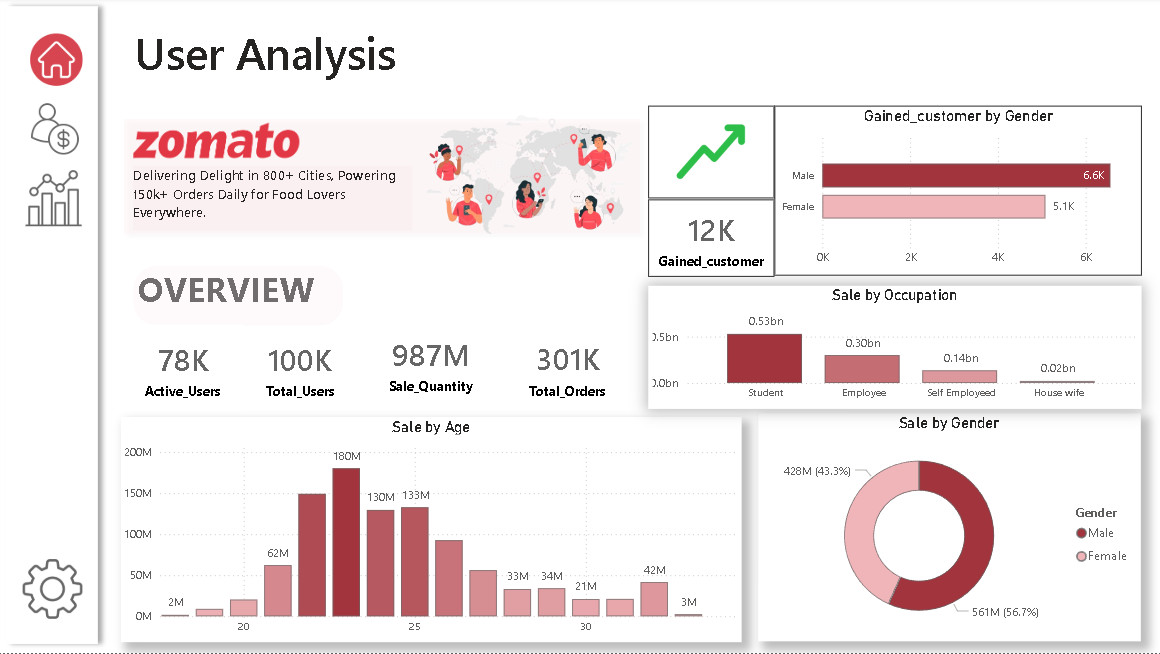 User Analysis
zomato
Delivering Delight in 800+ Cities, Powering
150k+ Orders Daily for Food Lovers
Everywhere.
12K
Gained_customer
Gained_customer by Gender
Male
6.6K
Female
5.1K
0K 2K 4K 6K
OVERVIEW
78K
Active_Users
100K
Total_Users
987M
Sale_Quantity
301K
Total_Orders
Sale by Occupation
0.5bn
0.0bn
0.53bn
0.30bn
0.14bn
0.02bn
Student Employee Self Employeed House wife
Sale by Age
200M
150M
100M
50M
0M
2M
62M
180M
130M
133M
33M
34M
21M
42M
3M
20 25 30
Sale by Gender
428M (43.3%)
561M (56.7%)
Gender
Male
Female